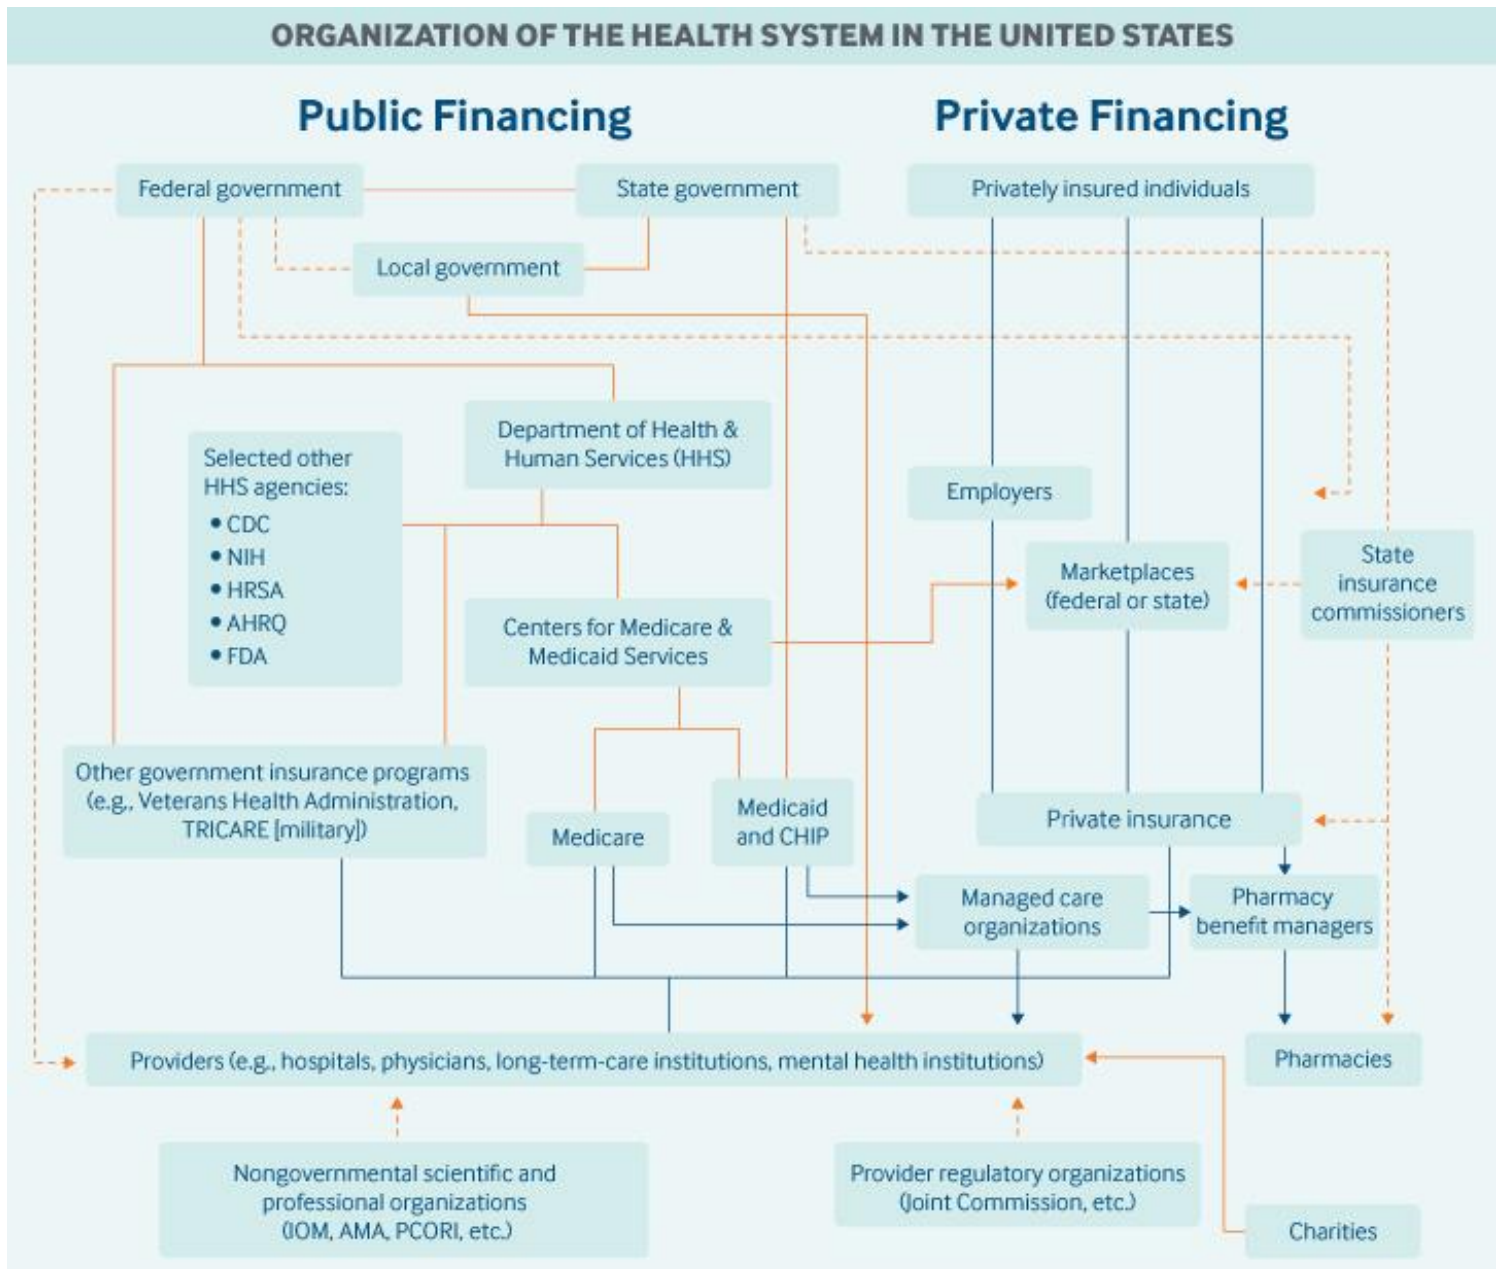 ORGANIZATION OF THE HEALTH SYSTEM IN THE UNITED STATES
Public Financing
Private Financing
Federal government
State government
Privately insured individuals
Local government
Department of Health &
Human Services (HHS)
Selected other
HHS agencies:
• CDC
• NIH
• HRSA
• AHRQ
• FDA
Employers
Marketplaces
(federal or state)
State
insurance
commissioners
Centers for Medicare &
Medicaid Services
Other government insurance programs
(e.g., Veterans Health Administration,
TRICARE [military])
Medicare
Medicaid
and CHIP
Private insurance
Managed care
organizations
Pharmacy
benefit managers
Providers (e.g., hospitals, physicians, long-term-care institutions, mental health institutions)
Pharmacies
Nongovernmental scientific and
professional organizations
(IOM, AMA, PCORI, etc.)
Provider regulatory organizations
(Joint Commission, etc.)
Charities